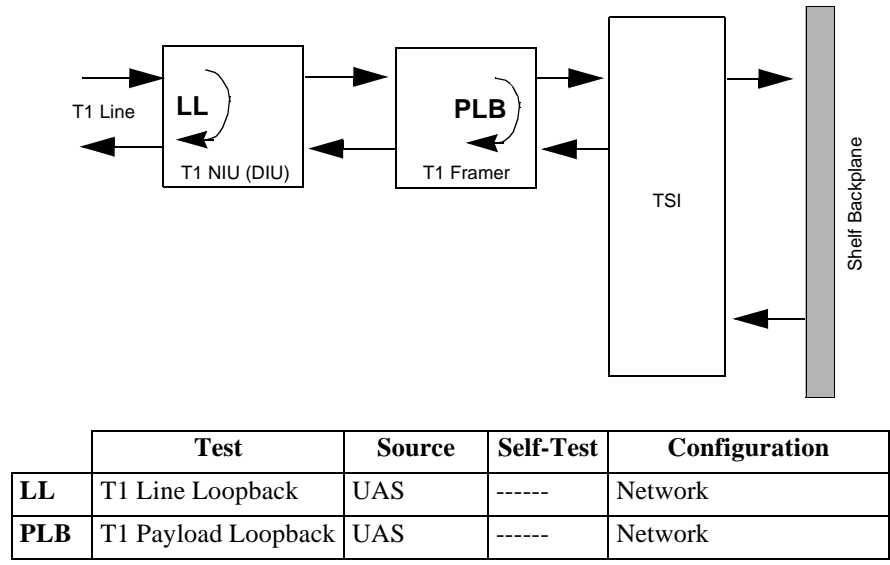 T1 Line
LL
T1 NIU (DIU)
PLB
T1 Framer
TSI
Shelf Backplane
Test Source Self-Test Configuration
LL T1 Line Loopback UAS ------ Network
PLB T1 Payload Loopback UAS ------ Network